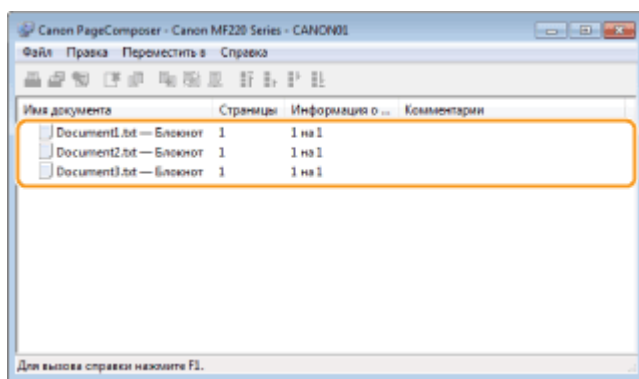 Canon PageComposer - Canon MF220 Series - CANON01
Файл Правка Переместить в Справка
Имя документа Страницы Информация о ... Комментарии
Document1.txt — Блокнот 1 1 на 1
Document2.txt — Блокнот 1 1 на 1
Document3.txt — Блокнот 1 1 на 1
Для вызова справки нажмите F1.